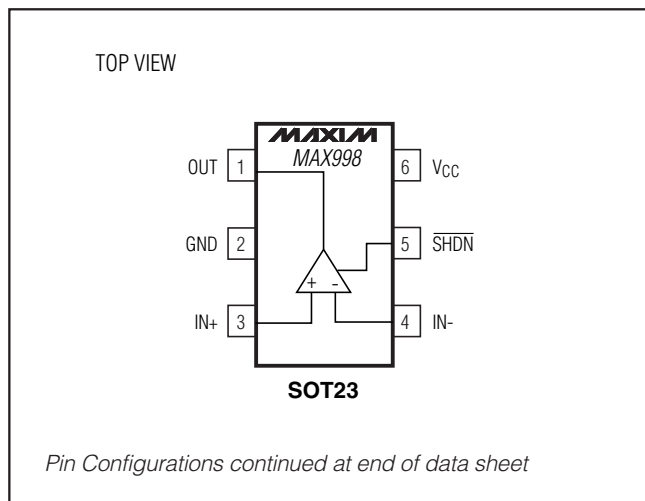 TOP VIEW
MAXIM
MAX998
OUT 1
6 VCC
GND 2
5 S̅H̅D̅N̅
+ -
IN+ 3
4 IN-
SOT23
Pin Configurations continued at end of data sheet